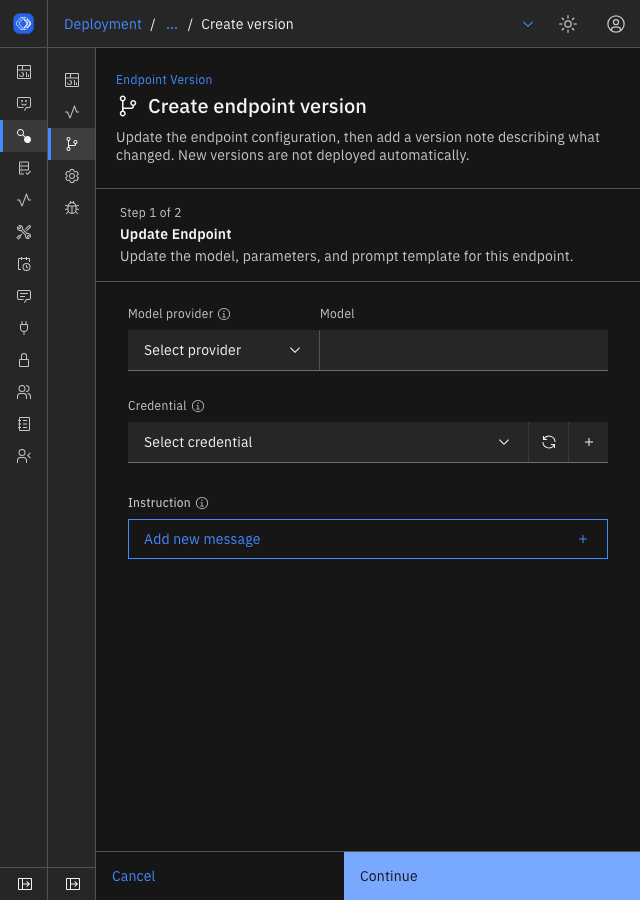 Deployment / ... / Create version
Endpoint Version
Create endpoint version
Update the endpoint configuration, then add a version note describing what
changed. New versions are not deployed automatically.
Step 1 of 2
Update Endpoint
Update the model, parameters, and prompt template for this endpoint.
Model provider Model
Select provider
Credential
Select credential
Instruction
Add new message
Cancel Continue